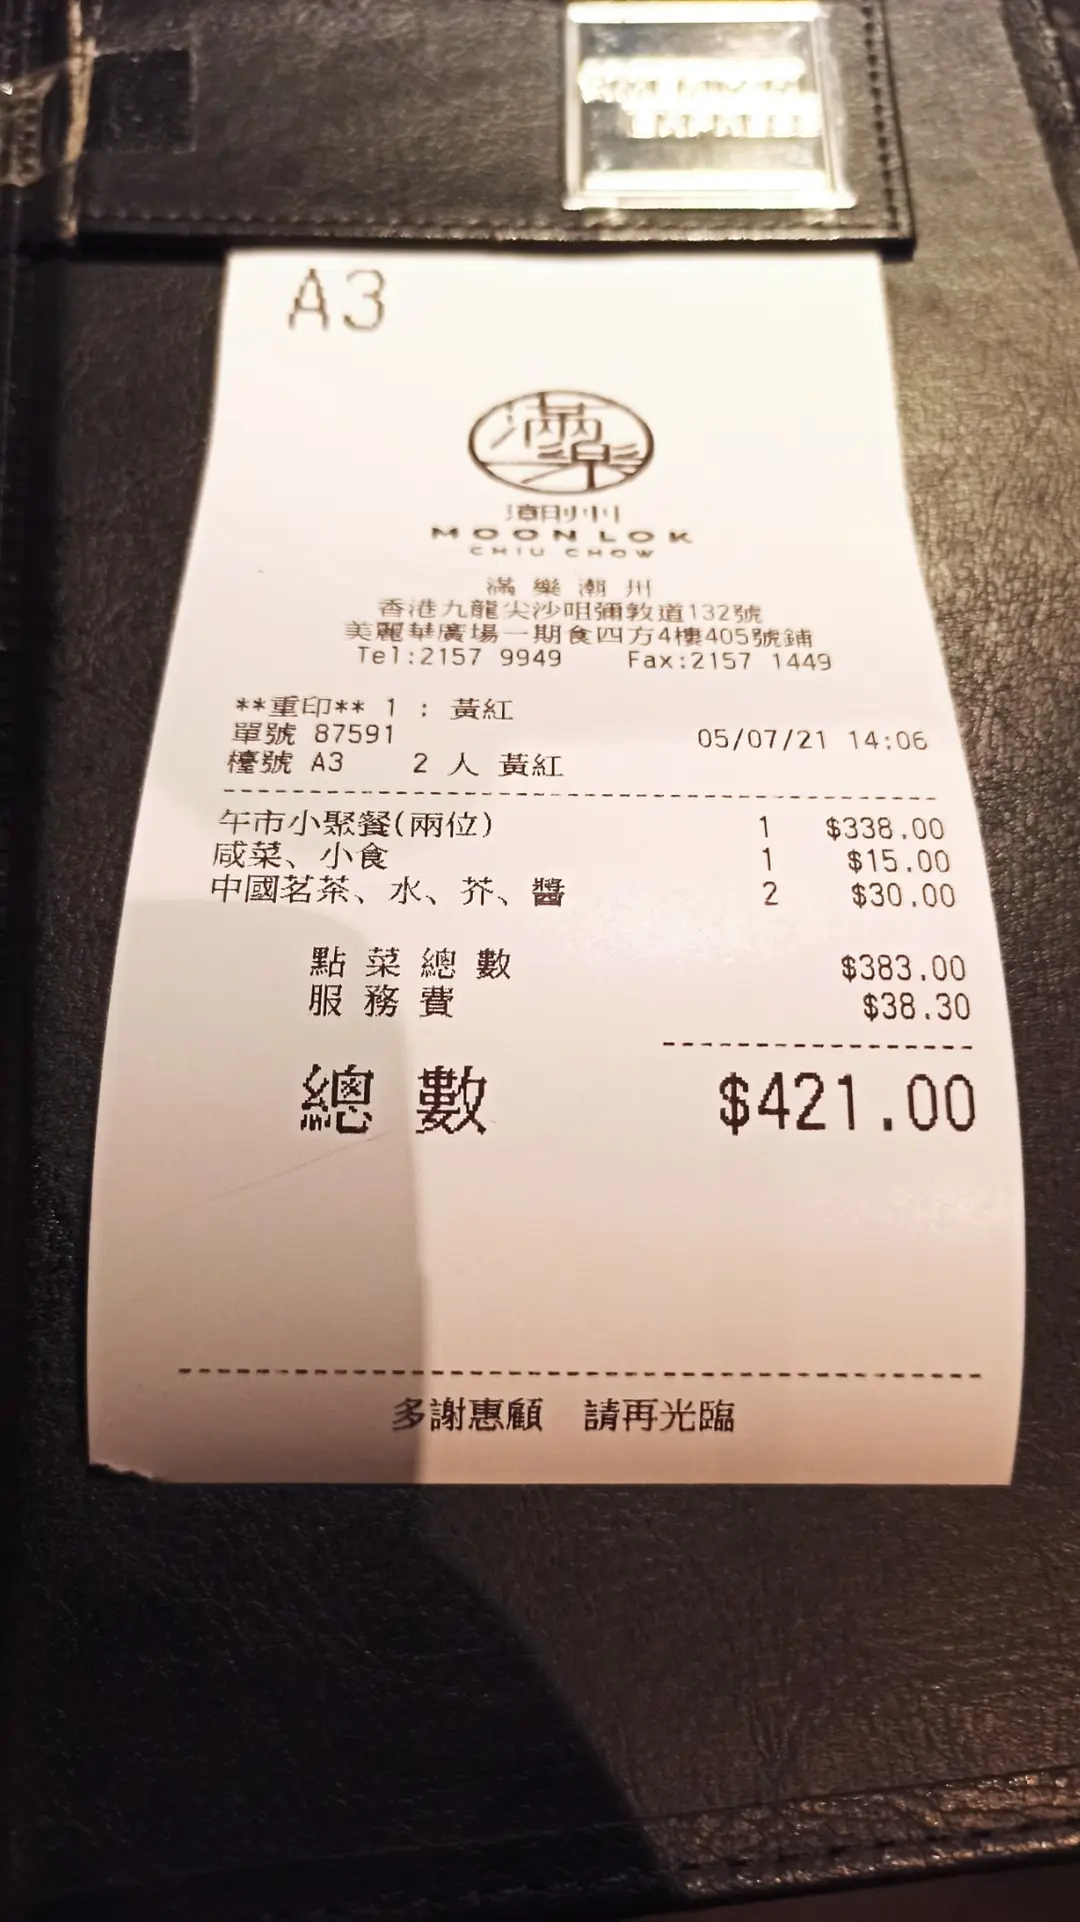 A3
滿樂
潮州
MOON LOK
CHIU CHOW
滿 樂 潮 州
香港九龍尖沙咀彌敦道132號
美麗華廣場一期食四方4樓405號鋪
Tel:2157 9949 Fax:2157 1449
**重印** 1 : 黃紅
單號 87591 05/07/21 14:06
檯號 A3 2 人 黃紅
午市小聚餐(兩位) 1 $338.00
咸菜、小食 1 $15.00
中國茗茶、水、芥、醬 2 $30.00
點 菜 總 數 $383.00
服 務 費 $38.30
總 數 $421.00
多謝惠顧 請再光臨